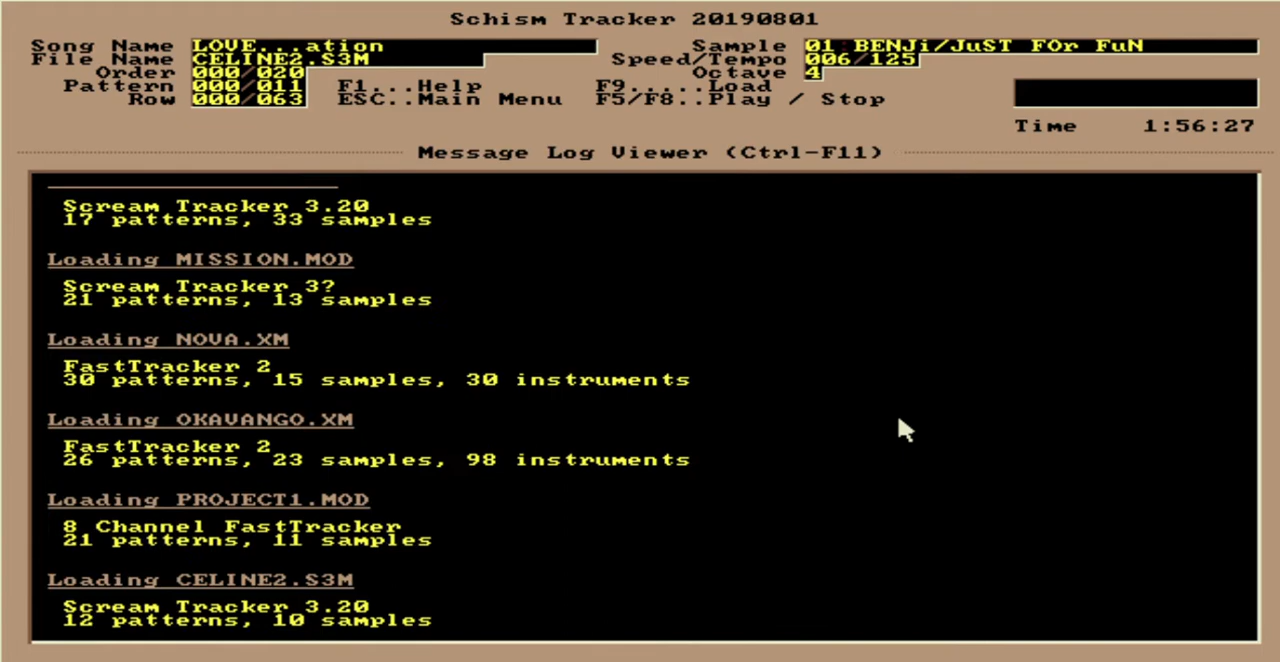 Schism Tracker 20190801
Song Name LOVE...ation
File Name CELINE2.S3M
Order 000/020
Pattern 000/011
Row 000/063
F1...Help
ESC..Main Menu
F9.....Load
F5/F8..Play / Stop
Sample 01:BENJi/JuST FOr FuN
Speed/Tempo 006/125
Octave 4
Time 1:56:27
Message Log Viewer (Ctrl-F11)
Scream Tracker 3.20
17 patterns, 33 samples
Loading MISSION.MOD
Scream Tracker 3?
21 patterns, 13 samples
Loading NOVA.XM
FastTracker 2
30 patterns, 15 samples, 30 instruments
Loading OKAVANGO.XM
FastTracker 2
26 patterns, 23 samples, 98 instruments
Loading PROJECT1.MOD
8 Channel FastTracker
21 patterns, 11 samples
Loading CELINE2.S3M
Scream Tracker 3.20
12 patterns, 10 samples